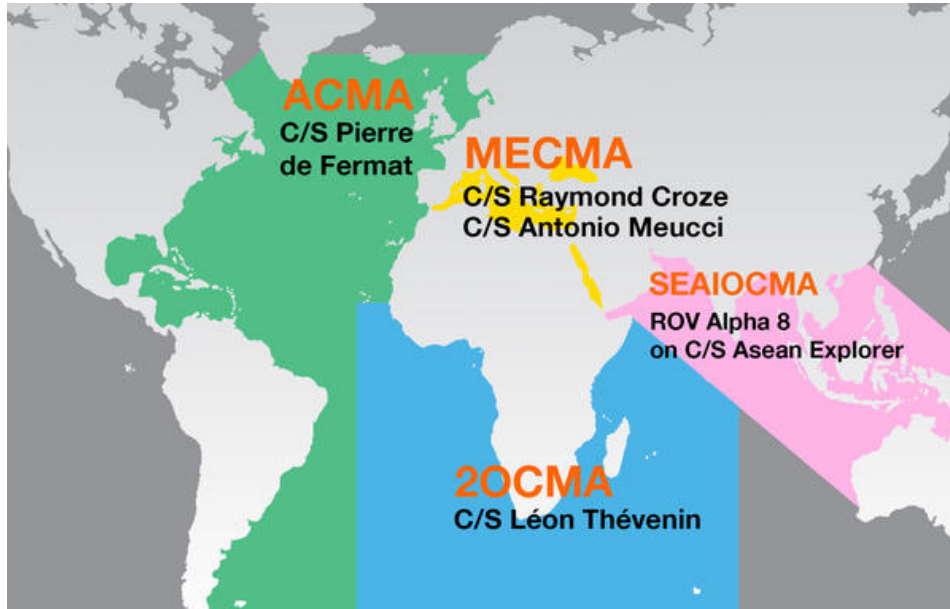 ACMA
C/S Pierre
de Fermat
MECMA
C/S Raymond Croze
C/S Antonio Meucci
SEAIOCMA
ROV Alpha 8
on C/S Asean Explorer
2OCMA
C/S Léon Thévenin